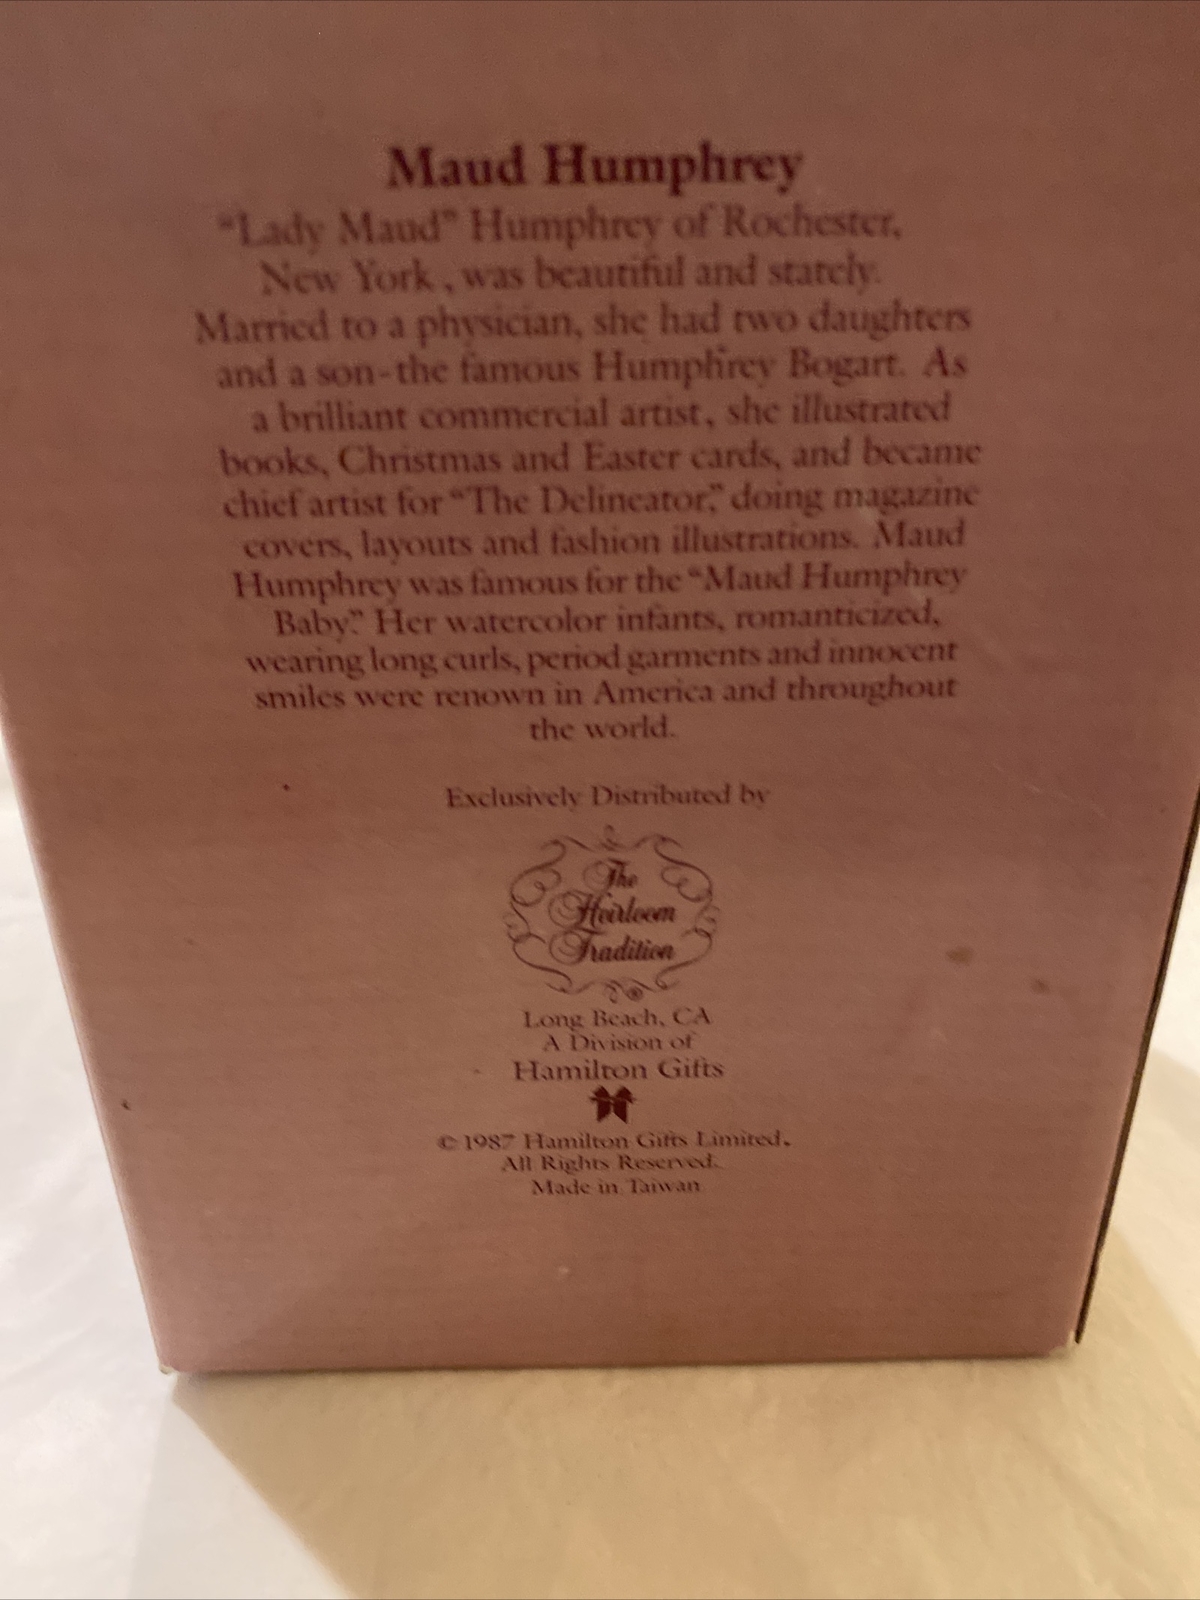 Maud Humphrey
“Lady Maud” Humphrey of Rochester,
New York, was beautiful and stately.
Married to a physician, she had two daughters
and a son-the famous Humphrey Bogart. As
a brilliant commercial artist, she illustrated
books, Christmas and Easter cards, and became
chief artist for “The Delineator,” doing magazine
covers, layouts and fashion illustrations. Maud
Humphrey was famous for the “Maud Humphrey
Baby.” Her watercolor infants, romanticized,
wearing long curls, period garments and innocent
smiles were renown in America and throughout
the world.
Exclusively Distributed by
The
Heirloom
Tradition
Long Beach, CA
A Division of
Hamilton Gifts
© 1987 Hamilton Gifts Limited.
All Rights Reserved.
Made in Taiwan